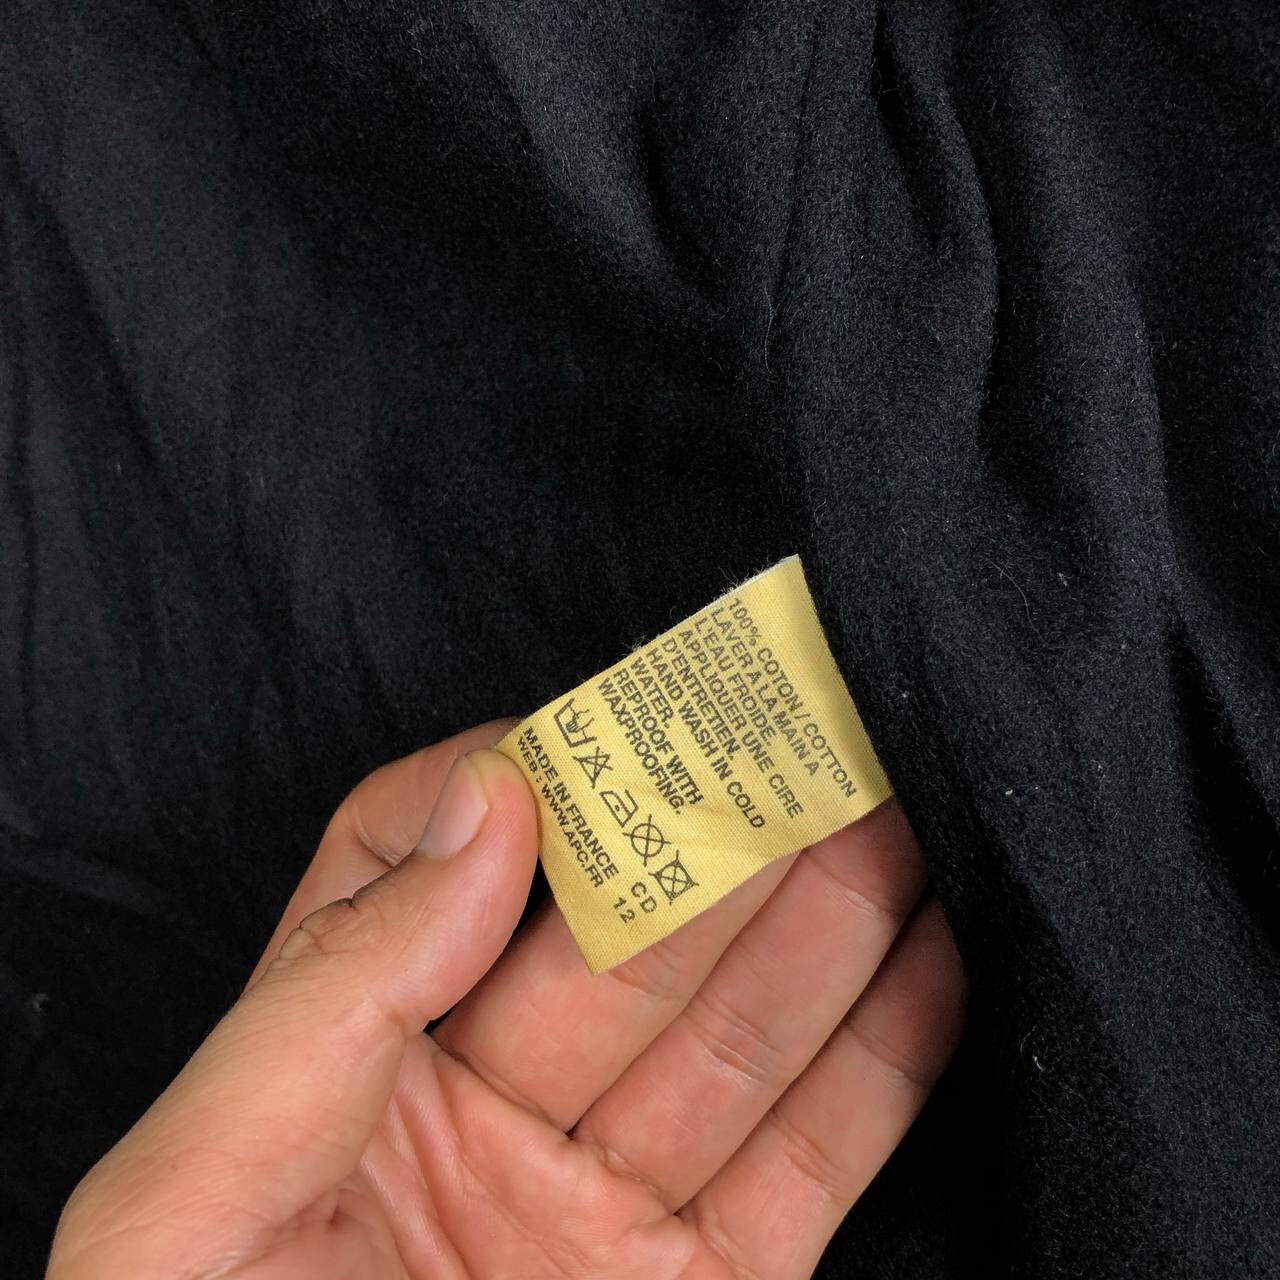 100% COTON / COTTON
LAVER A LA MAIN A
L'EAU FROIDE.
APPLIQUER UNE CIRE
D'ENTRETIEN.
HAND WASH IN COLD
WATER.
REPROOF WITH
WAXPROOFING.
MADE IN FRANCE CD
WEB : WWW.APC.FR 12